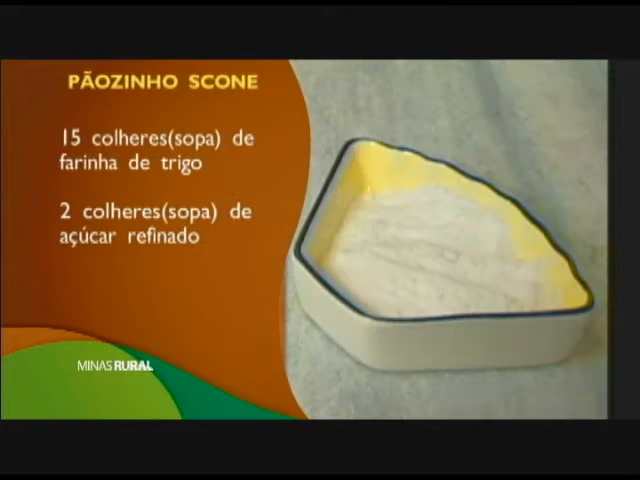 PÃOZINHO SCONE
15 colheres(sopa) de
farinha de trigo
2 colheres(sopa) de
açúcar refinado
MINAS RURAL